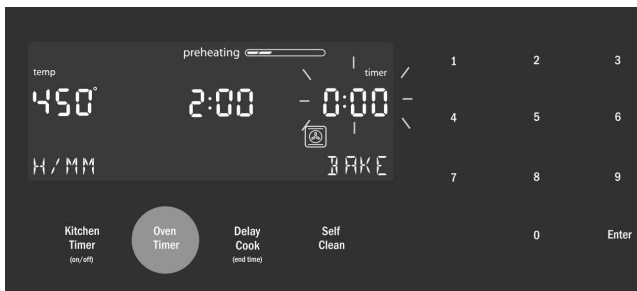 preheating
temp
timer
450°
2:00
0:00
H/MM
BAKE
Kitchen
Timer
(on/off)
Oven
Timer
Delay
Cook
(end time)
Self
Clean
1 2 3
4 5 6
7 8 9
0 Enter